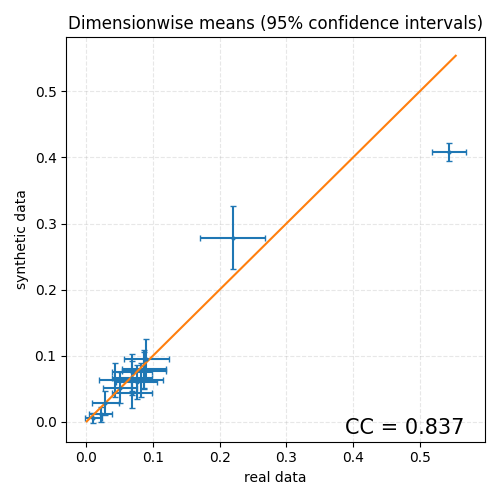 Dimensionwise means (95% confidence intervals)
synthetic data
0.5
0.4
0.3
0.2
0.1
0.0
CC = 0.837
0.0 0.1 0.2 0.3 0.4 0.5
real data